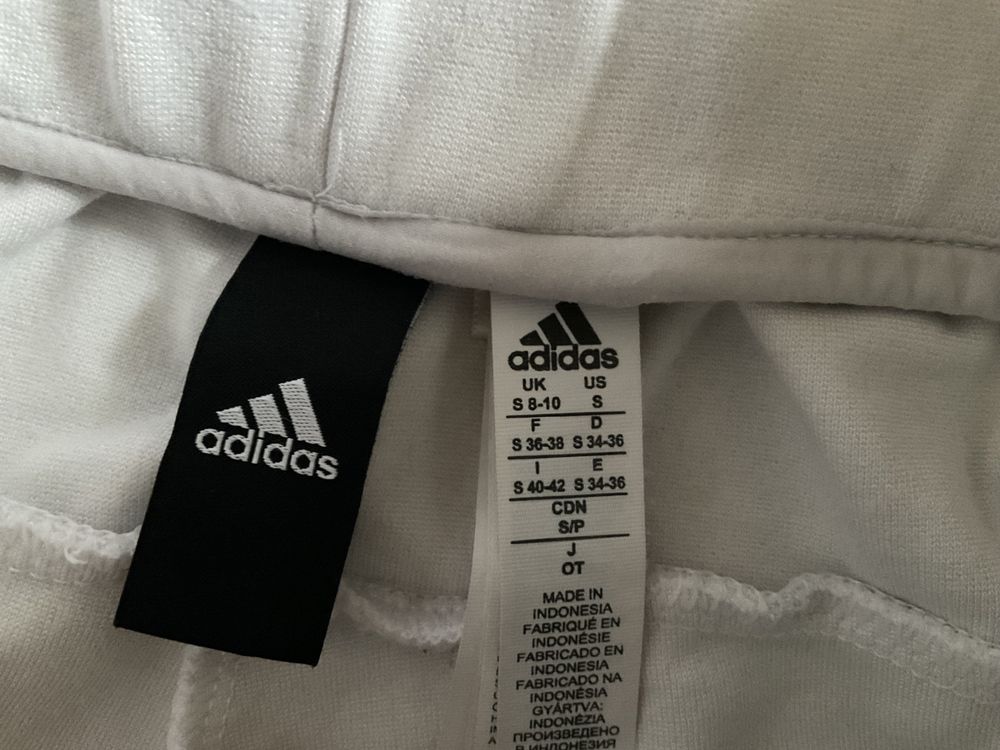 adidas
adidas
UK US
S 8-10 S
F D
S 36-38 S 34-36
I E
S 40-42 S 34-36
CDN
S/P
J
OT
MADE IN
INDONESIA
FABRIQUÉ EN
INDONÉSIE
FABRICADO EN
INDONESIA
FABRICADO NA
INDONÉSIA
GYÁRTVA:
INDONÉZIA
ПРОИЗВЕДЕНО
В ИНДОНЕЗИЯ